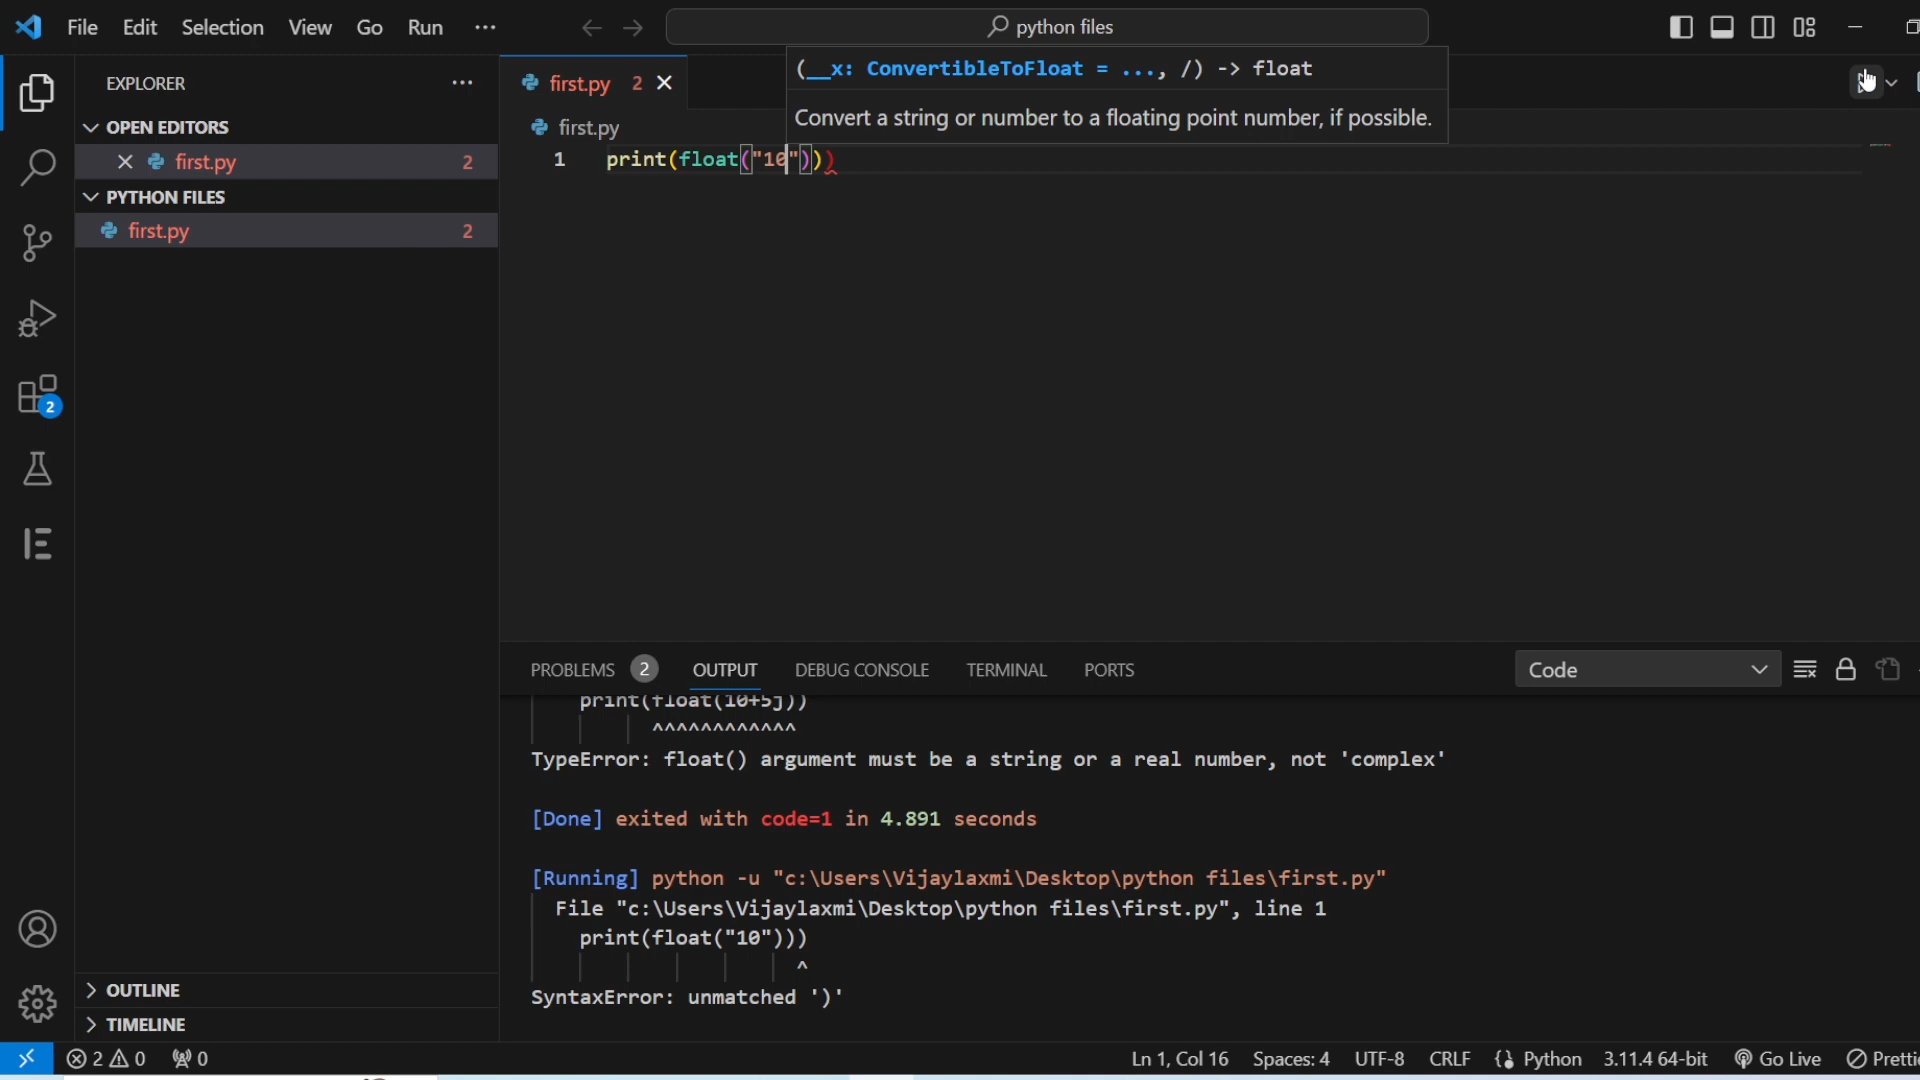 File Edit Selection View Go Run ···
python files
EXPLORER ···
OPEN EDITORS
first.py 2
PYTHON FILES
first.py 2
OUTLINE
TIMELINE
first.py 2
first.py
(__x: ConvertibleToFloat = ..., /) -> float
Convert a string or number to a floating point number, if possible.
1 print(float("10")))
PROBLEMS 2 OUTPUT DEBUG CONSOLE TERMINAL PORTS
Code
print(float(10+5j))
^^^^^^^^^^^^
TypeError: float() argument must be a string or a real number, not 'complex'
[Done] exited with code=1 in 4.891 seconds
[Running] python -u "c:\Users\Vijaylaxmi\Desktop\python files\first.py"
File "c:\Users\Vijaylaxmi\Desktop\python files\first.py", line 1
print(float("10")))
^
SyntaxError: unmatched ')'
2
2 0 0 Ln 1, Col 16 Spaces: 4 UTF-8 CRLF Python 3.11.4 64-bit Go Live Pretti